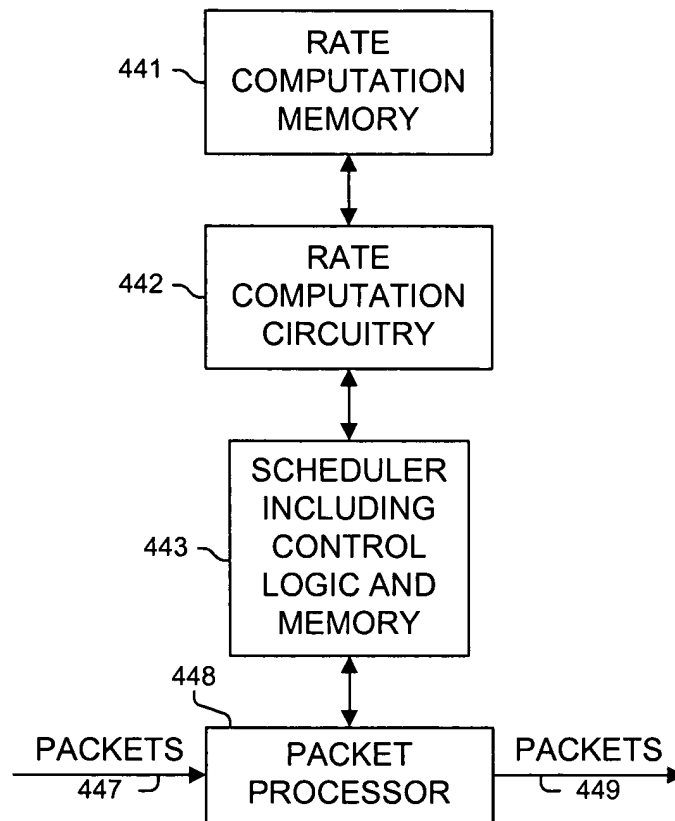 441
RATE
COMPUTATION
MEMORY
442
RATE
COMPUTATION
CIRCUITRY
443
SCHEDULER
INCLUDING
CONTROL
LOGIC AND
MEMORY
448
PACKETS
447
PACKET
PROCESSOR
PACKETS
449